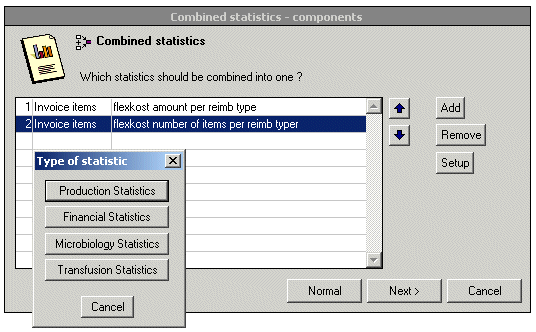 Combined statistics - components
Combined statistics
Which statistics should be combined into one ?
1 Invoice items flexkost amount per reimb type
2 Invoice items flexkost number of items per reimb typer
Add
Remove
Setup
Type of statistic
Production Statistics
Financial Statistics
Microbiology Statistics
Transfusion Statistics
Cancel
Normal
Next >
Cancel